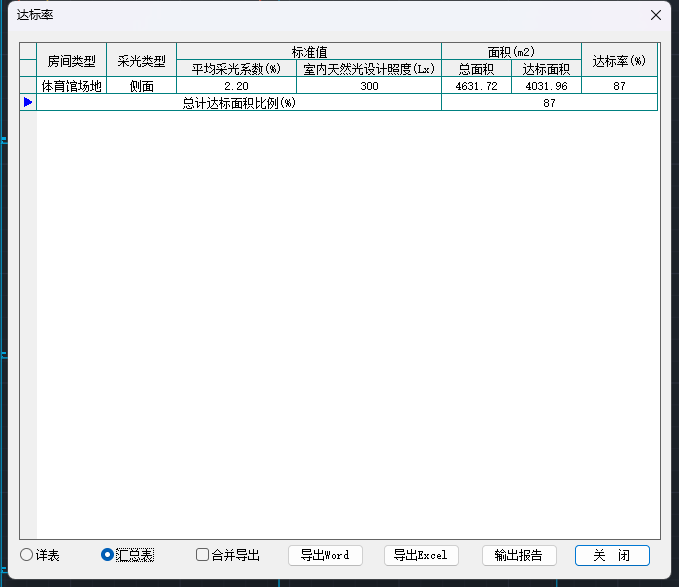 达标率
房间类型 采光类型 标准值 面积(m2) 达标率(%)
平均采光系数(%) 室内天然光设计照度(Lx) 总面积 达标面积
体育馆场地 侧面 2.20 300 4631.72 4031.96 87
总计达标面积比例(%) 87
详表 汇总表 合并导出 导出Word 导出Excel 输出报告 关 闭